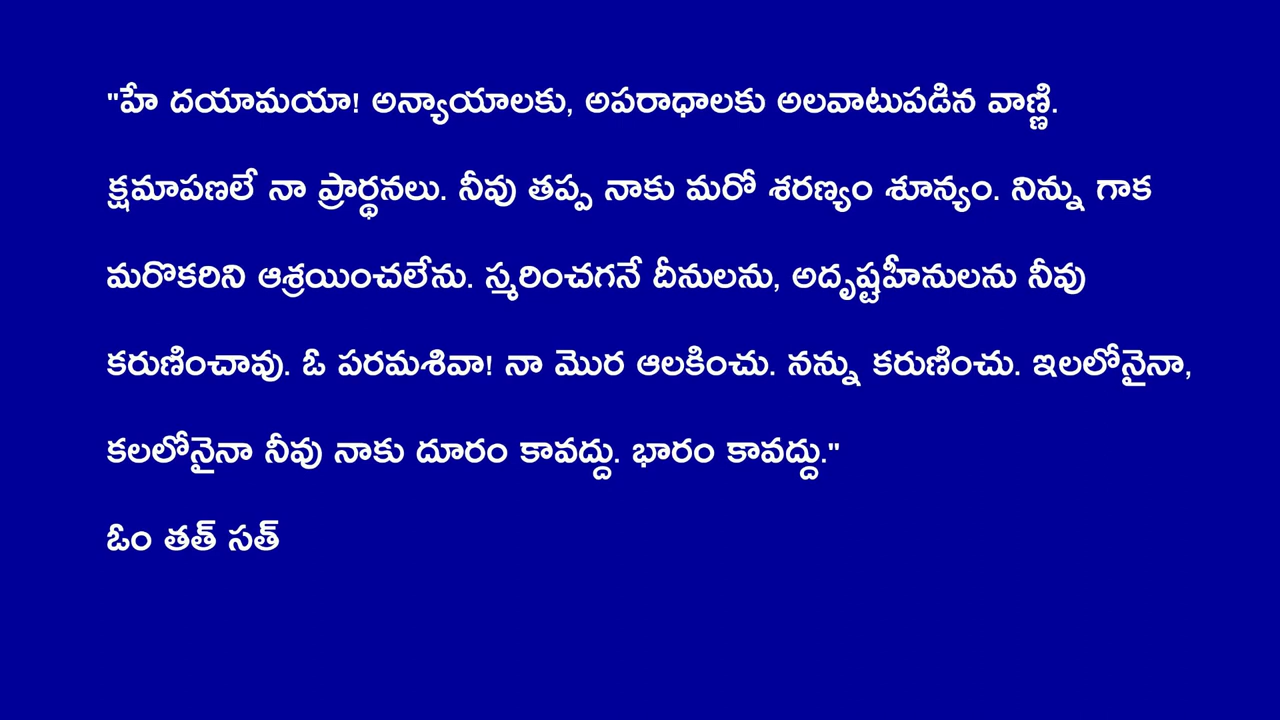 "హే దయామయా! అన్యాయాలకు, అపరాధాలకు అలవాటుపడిన వాణ్ణి.
క్షమాపణలే నా ప్రార్థనలు. నీవు తప్ప నాకు మరో శరణ్యం శూన్యం. నిన్ను గాక
మరొకరిని ఆశ్రయించలేను. స్మరించగనే దీనులను, అదృష్టహీనులను నీవు
కరుణించావు. ఓ పరమశివా! నా మొర ఆలకించు. నన్ను కరుణించు. ఇలలోనైనా,
కలలోనైనా నీవు నాకు దూరం కావద్దు. భారం కావద్దు."
ఓం తత్ సత్